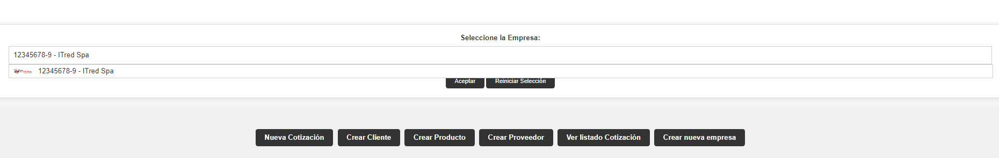 Seleccione la Empresa:
12345678-9 - ITred Spa
12345678-9 - ITred Spa
Aceptar Reiniciar Selección
Nueva Cotización Crear Cliente Crear Producto Crear Proveedor Ver listado Cotización Crear nueva empresa